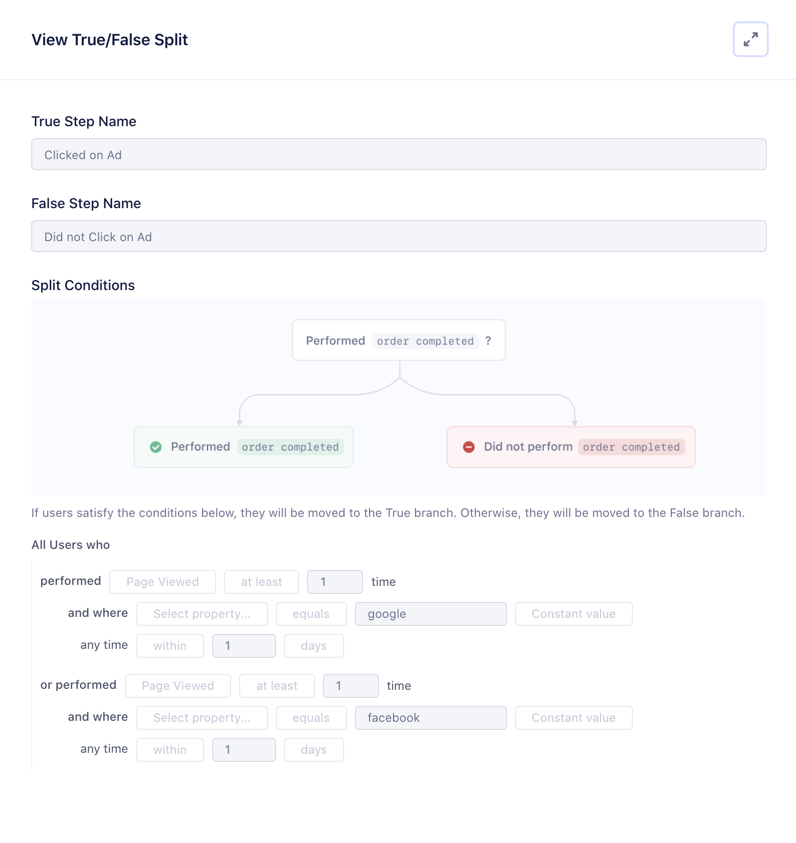 View True/False Split
True Step Name
Clicked on Ad
False Step Name
Did not Click on Ad
Split Conditions
Performed order completed ?
Performed order completed
Did not perform order completed
If users satisfy the conditions below, they will be moved to the True branch. Otherwise, they will be moved to the False branch.
All Users who
performed Page Viewed at least 1 time
and where Select property... equals google Constant value
any time within 1 days
or performed Page Viewed at least 1 time
and where Select property... equals facebook Constant value
any time within 1 days